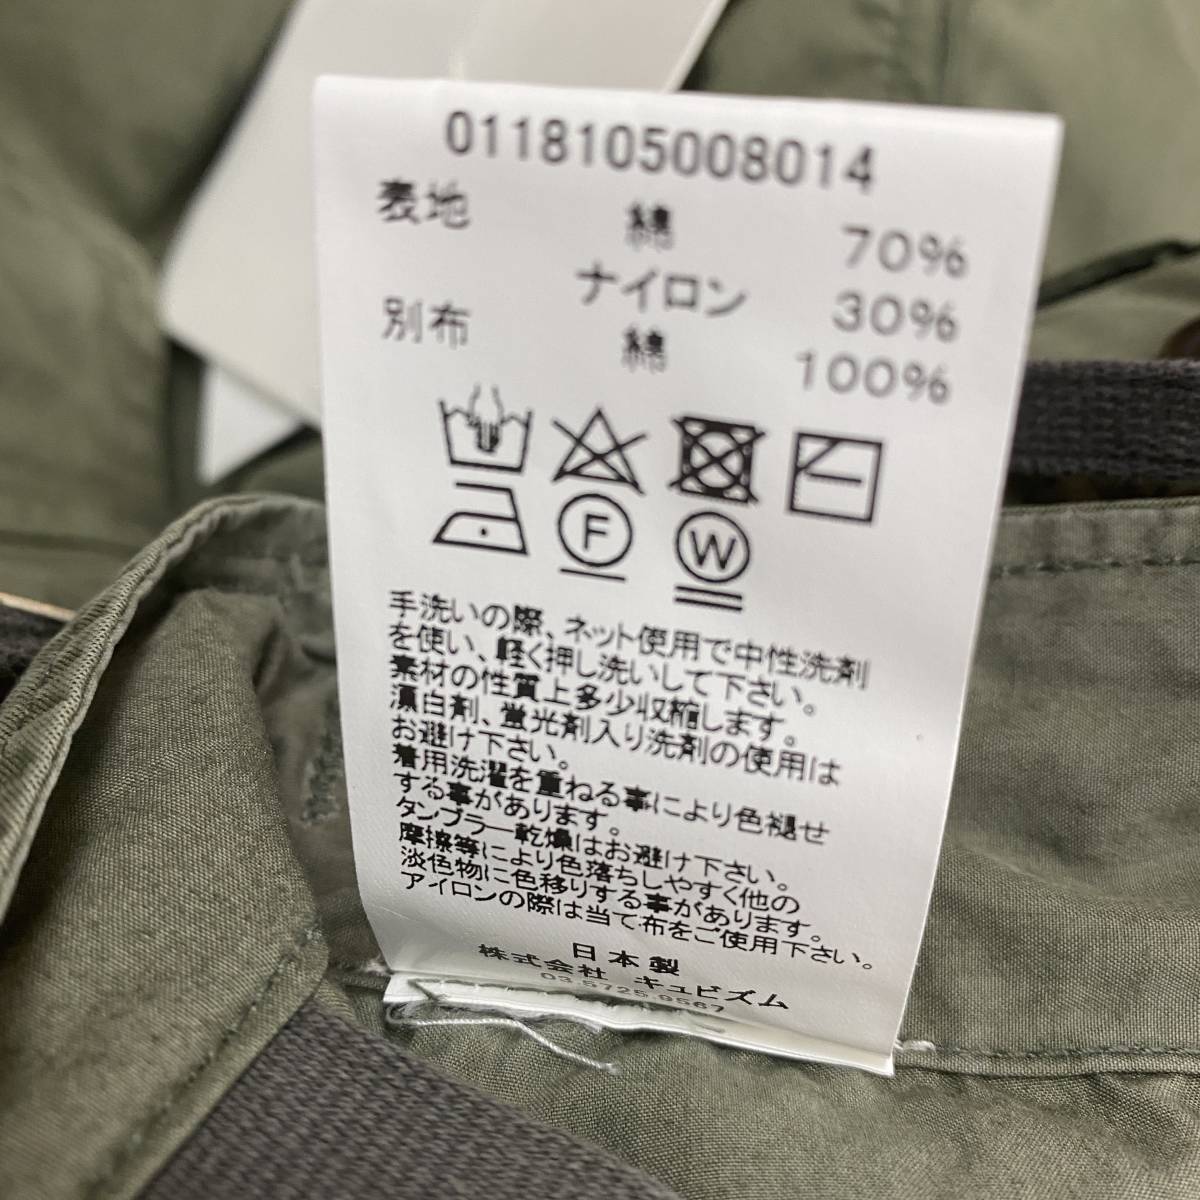 0118105008014
表地 綿 70%
ナイロン 30%
別布 綿 100%
F
W
手洗いの際、ネット使用で中性洗剤
を使い、軽く押し洗いして下さい。
素材の性質上多少収縮します。
漂白剤、蛍光剤入り洗剤の使用は
お避け下さい。
着用洗濯を重ねる事により色褪せ
する事があります。
タンブラー乾燥はお避け下さい。
摩擦等により色落ちしやすく他の
淡色物に色移りする事があります。
アイロンの際は当て布をご使用下さい。
日本製
株式会社 キュビズム
03-5725-9567